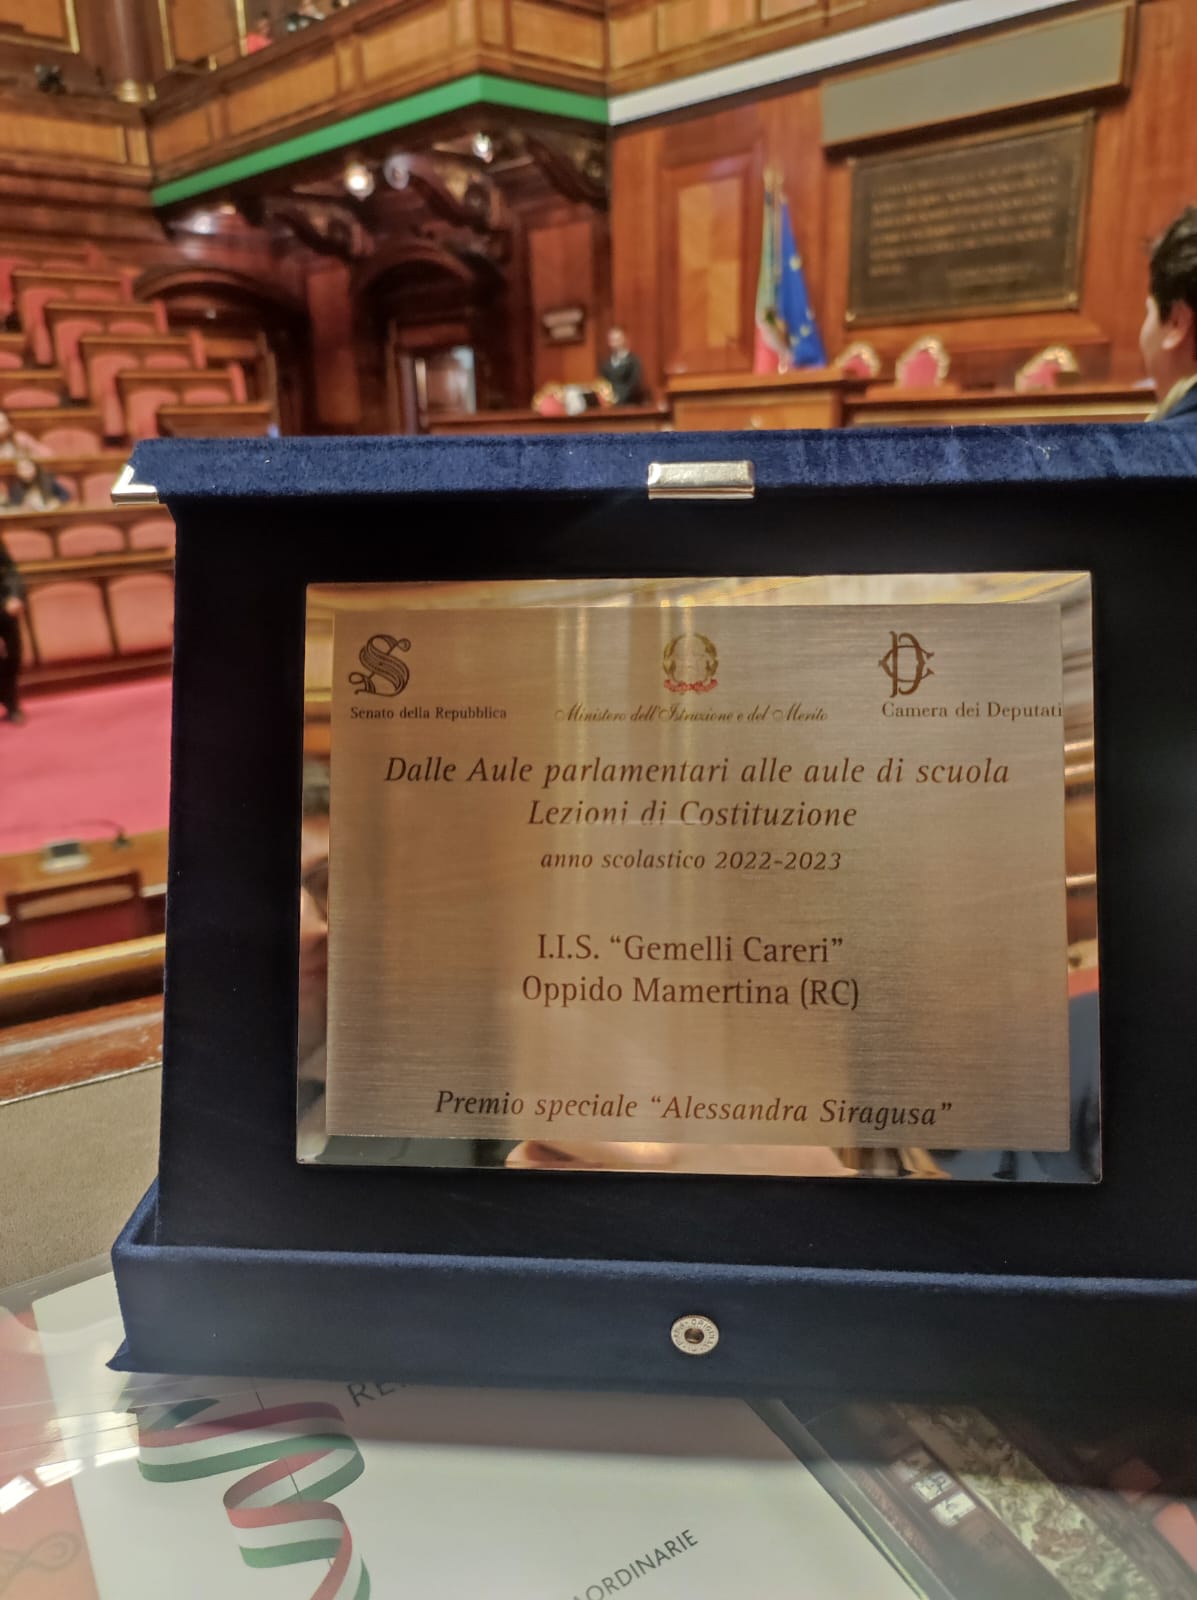 Senato della Repubblica
Ministero dell'Istruzione e del Merito
Camera dei Deputati
Dalle Aule parlamentari alle aule di scuola
Lezioni di Costituzione
anno scolastico 2022-2023
I.I.S. “Gemelli Careri”
Oppido Mamertina (RC)
Premio speciale “Alessandra Siragusa”